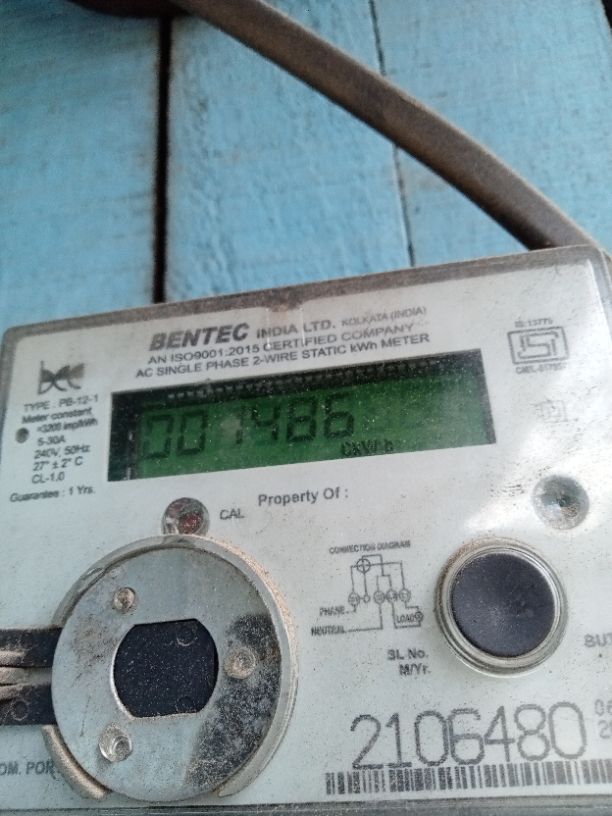 BENTEC INDIA LTD. KOLKATA (INDIA)
AN ISO9001:2015 CERTIFIED COMPANY
AC SINGLE PHASE 2-WIRE STATIC kWh METER
TYPE : PB-12-1
Meter constant
=3200 imp/kWh
5-30A
240V, 50Hz
27° ± 2° C
CL-1.0
Guarantee : 1 Yrs.
001486
kWh
CAL
Property Of :
CONNECTION DIAGRAM
PHASE
NEUTRAL
LOAD
SL No.
M/Yr.
2106480